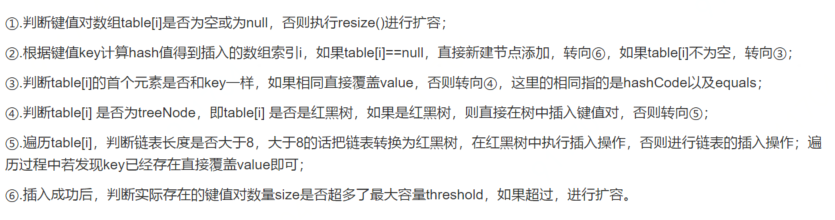 ①.判断键值对数组table[i]是否为空或为null，否则执行resize()进行扩容；
②.根据键值key计算hash值得到插入的数组索引i，如果table[i]==null，直接新建节点添加，转向⑥，如果table[i]不为空，转向③；
③.判断table[i]的首个元素是否和key一样，如果相同直接覆盖value，否则转向④，这里的相同指的是hashCode以及equals；
④.判断table[i] 是否为treeNode，即table[i] 是否是红黑树，如果是红黑树，则直接在树中插入键值对，否则转向⑤；
⑤.遍历table[i]，判断链表长度是否大于8，大于8的话把链表转换为红黑树，在红黑树中执行插入操作，否则进行链表的插入操作；遍
历过程中若发现key已经存在直接覆盖value即可；
⑥.插入成功后，判断实际存在的键值对数量size是否超多了最大容量threshold，如果超过，进行扩容。